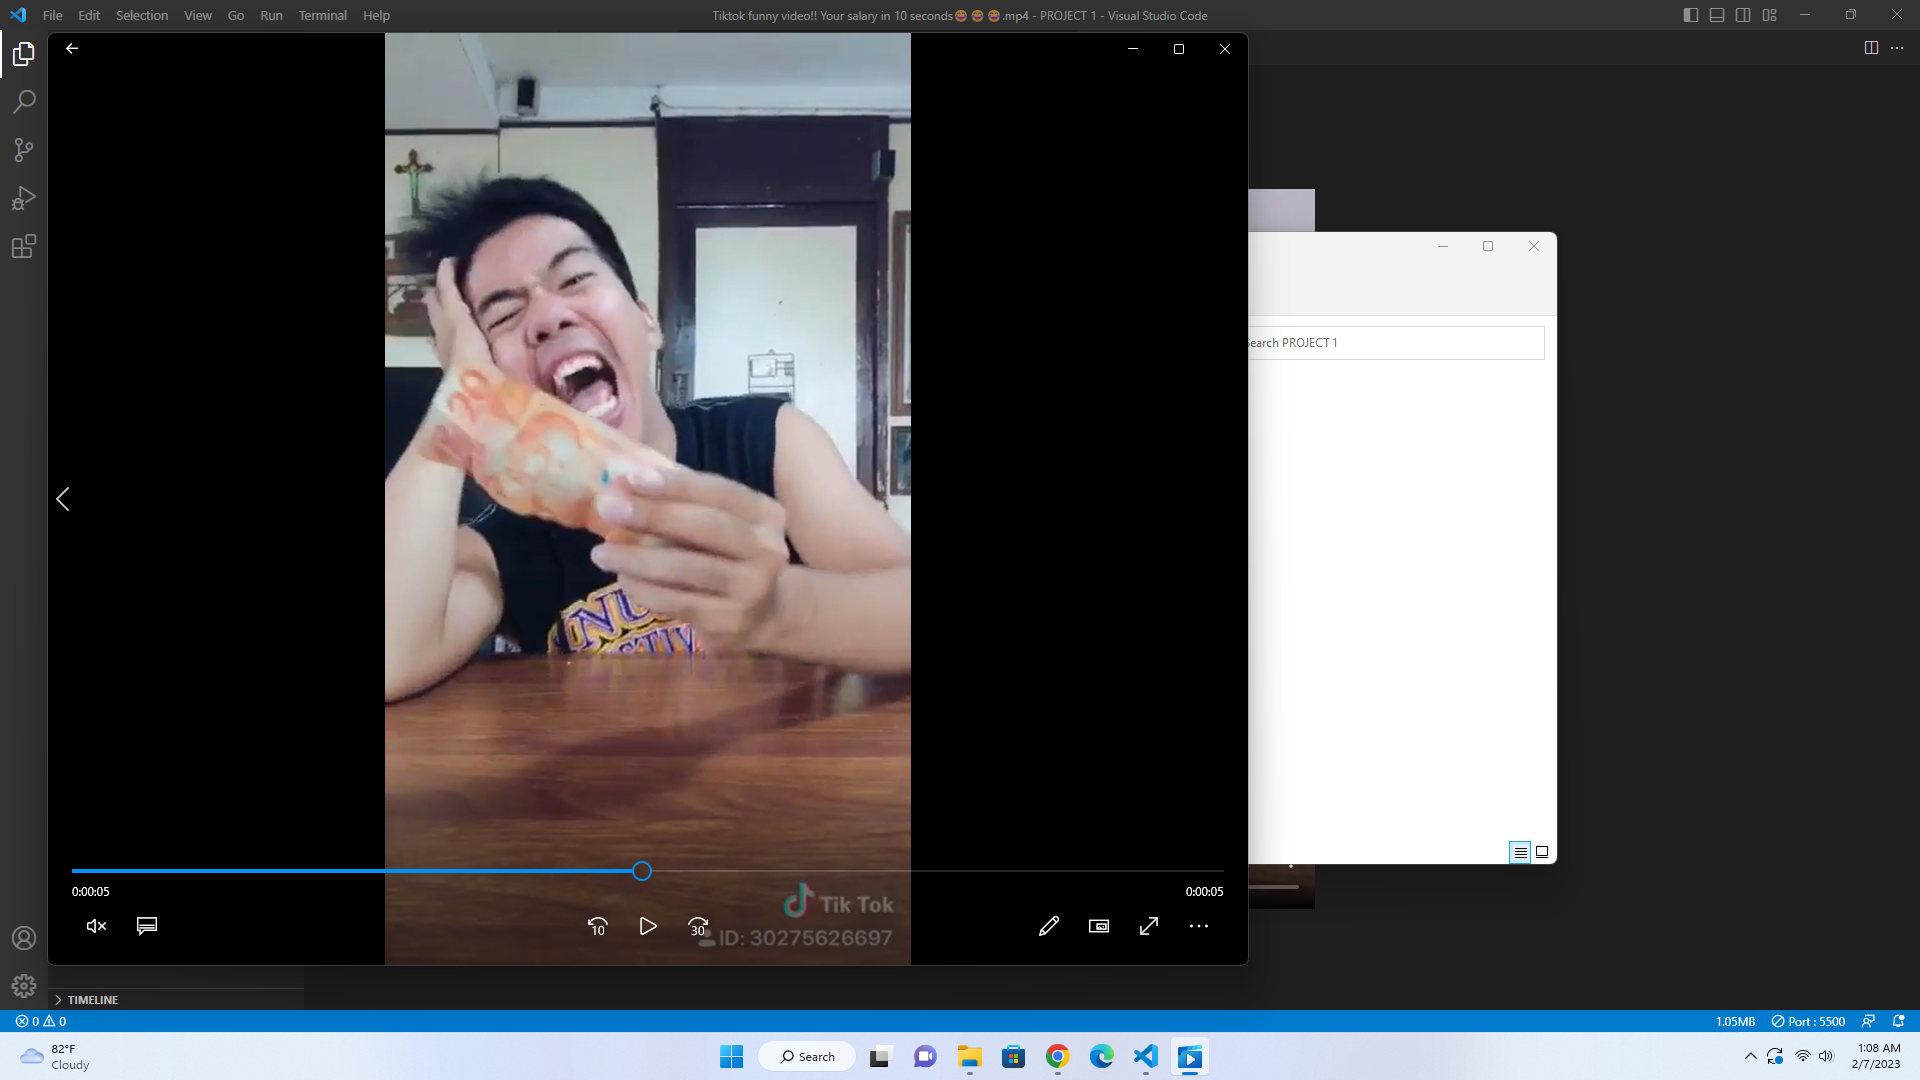 File Edit Selection View Go Run Terminal Help
Tiktok funny video!! Your salary in 10 seconds😆😆😆.mp4 - PROJECT 1 - Visual Studio Code
Search PROJECT 1
0:00:05
0:00:05
10
30
Tik Tok
ID: 30275626697
TIMELINE
0 0
1.05MB
Port : 5500
82°F
Cloudy
Search
1:08 AM
2/7/2023